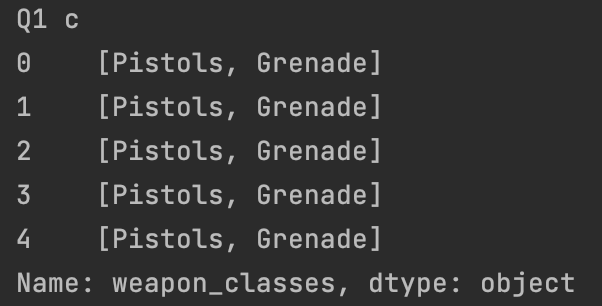 Q1 c
0    [Pistols, Grenade]
1    [Pistols, Grenade]
2    [Pistols, Grenade]
3    [Pistols, Grenade]
4    [Pistols, Grenade]
Name: weapon_classes, dtype: object